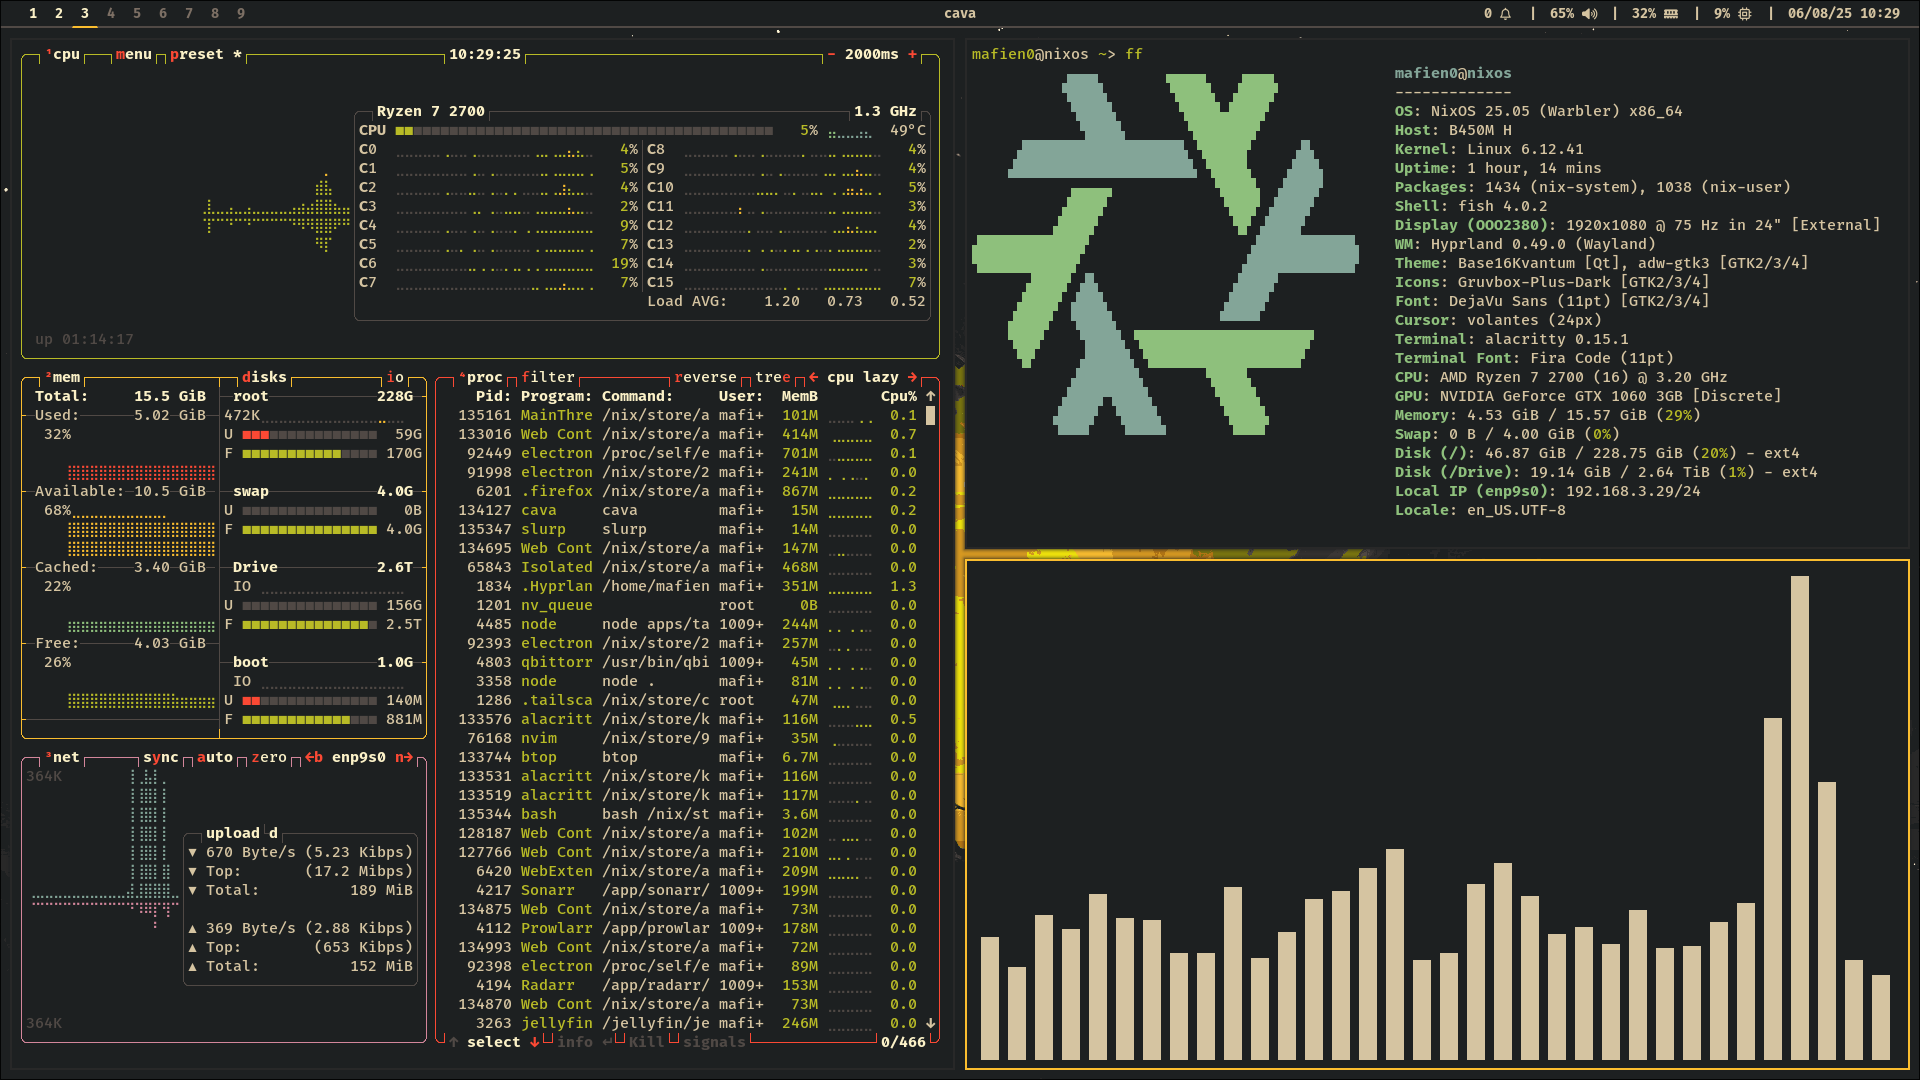 1 2 3 4 5 6 7 8 9
cava
0 | 65% | 32% | 9% | 06/08/25 10:29
¹cpu menu preset * 10:29:25 - 2000ms +
Ryzen 7 2700 1.3 GHz
CPU 5% 49°C
C0 4% C8 4%
C1 5% C9 4%
C2 4% C10 5%
C3 2% C11 3%
C4 9% C12 4%
C5 7% C13 2%
C6 19% C14 3%
C7 7% C15 7%
Load AVG: 1.20 0.73 0.52
up 01:14:17
²mem disks io
Total: 15.5 GiB
Used: 5.02 GiB
32%
Available: 10.5 GiB
68%
Cached: 3.40 GiB
22%
Free: 4.03 GiB
26%
root 228G
472K
U 59G
F 170G
swap 4.0G
U 0B
F 4.0G
Drive 2.6T
IO
U 156G
F 2.5T
boot 1.0G
IO
U 140M
F 881M
³net sync auto zero ←b enp9s0 n→
364K
upload d
▼ 670 Byte/s (5.23 Kibps)
▼ Top: (17.2 Mibps)
▼ Total: 189 MiB
▲ 369 Byte/s (2.88 Kibps)
▲ Top: (653 Kibps)
▲ Total: 152 MiB
364K
⁴proc filter reverse tree ← cpu lazy →
Pid: Program: Command: User: MemB Cpu% ↑
135161 MainThre /nix/store/a mafi+ 101M 0.1
133016 Web Cont /nix/store/a mafi+ 414M 0.7
92449 electron /proc/self/e mafi+ 701M 0.1
91998 electron /nix/store/2 mafi+ 241M 0.0
6201 .firefox /nix/store/a mafi+ 867M 0.2
134127 cava cava mafi+ 15M 0.2
135347 slurp slurp mafi+ 14M 0.0
134695 Web Cont /nix/store/a mafi+ 147M 0.0
65843 Isolated /nix/store/a mafi+ 468M 0.0
1834 .Hyprlan /home/mafien mafi+ 351M 1.3
1201 nv_queue root 0B 0.0
4485 node node apps/ta 1009+ 244M 0.0
92393 electron /nix/store/2 mafi+ 257M 0.0
4803 qbittorr /usr/bin/qbi 1009+ 45M 0.0
3358 node node . mafi+ 81M 0.0
1286 .tailsca /nix/store/c root 47M 0.0
133576 alacritt /nix/store/k mafi+ 116M 0.5
76168 nvim /nix/store/9 mafi+ 35M 0.0
133744 btop btop mafi+ 6.7M 0.0
133531 alacritt /nix/store/k mafi+ 116M 0.0
133519 alacritt /nix/store/k mafi+ 117M 0.0
135344 bash bash /nix/st mafi+ 3.6M 0.0
128187 Web Cont /nix/store/a mafi+ 102M 0.0
127766 Web Cont /nix/store/a mafi+ 210M 0.0
6420 WebExten /nix/store/a mafi+ 209M 0.0
4217 Sonarr /app/sonarr/ 1009+ 199M 0.0
134875 Web Cont /nix/store/a mafi+ 73M 0.0
4112 Prowlarr /app/prowlar 1009+ 178M 0.0
134993 Web Cont /nix/store/a mafi+ 72M 0.0
92398 electron /proc/self/e mafi+ 89M 0.0
4194 Radarr /app/radarr/ 1009+ 153M 0.0
134870 Web Cont /nix/store/a mafi+ 73M 0.0
3263 jellyfin /jellyfin/je mafi+ 246M 0.0 ↓
↑ select ↓ info ↵ Kill signals 0/466
mafien0@nixos ~> ff
mafien0@nixos
-------------
OS: NixOS 25.05 (Warbler) x86_64
Host: B450M H
Kernel: Linux 6.12.41
Uptime: 1 hour, 14 mins
Packages: 1434 (nix-system), 1038 (nix-user)
Shell: fish 4.0.2
Display (OOO2380): 1920x1080 @ 75 Hz in 24" [External]
WM: Hyprland 0.49.0 (Wayland)
Theme: Base16Kvantum [Qt], adw-gtk3 [GTK2/3/4]
Icons: Gruvbox-Plus-Dark [GTK2/3/4]
Font: DejaVu Sans (11pt) [GTK2/3/4]
Cursor: volantes (24px)
Terminal: alacritty 0.15.1
Terminal Font: Fira Code (11pt)
CPU: AMD Ryzen 7 2700 (16) @ 3.20 GHz
GPU: NVIDIA GeForce GTX 1060 3GB [Discrete]
Memory: 4.53 GiB / 15.57 GiB (29%)
Swap: 0 B / 4.00 GiB (0%)
Disk (/): 46.87 GiB / 228.75 GiB (20%) - ext4
Disk (/Drive): 19.14 GiB / 2.64 TiB (1%) - ext4
Local IP (enp9s0): 192.168.3.29/24
Locale: en_US.UTF-8